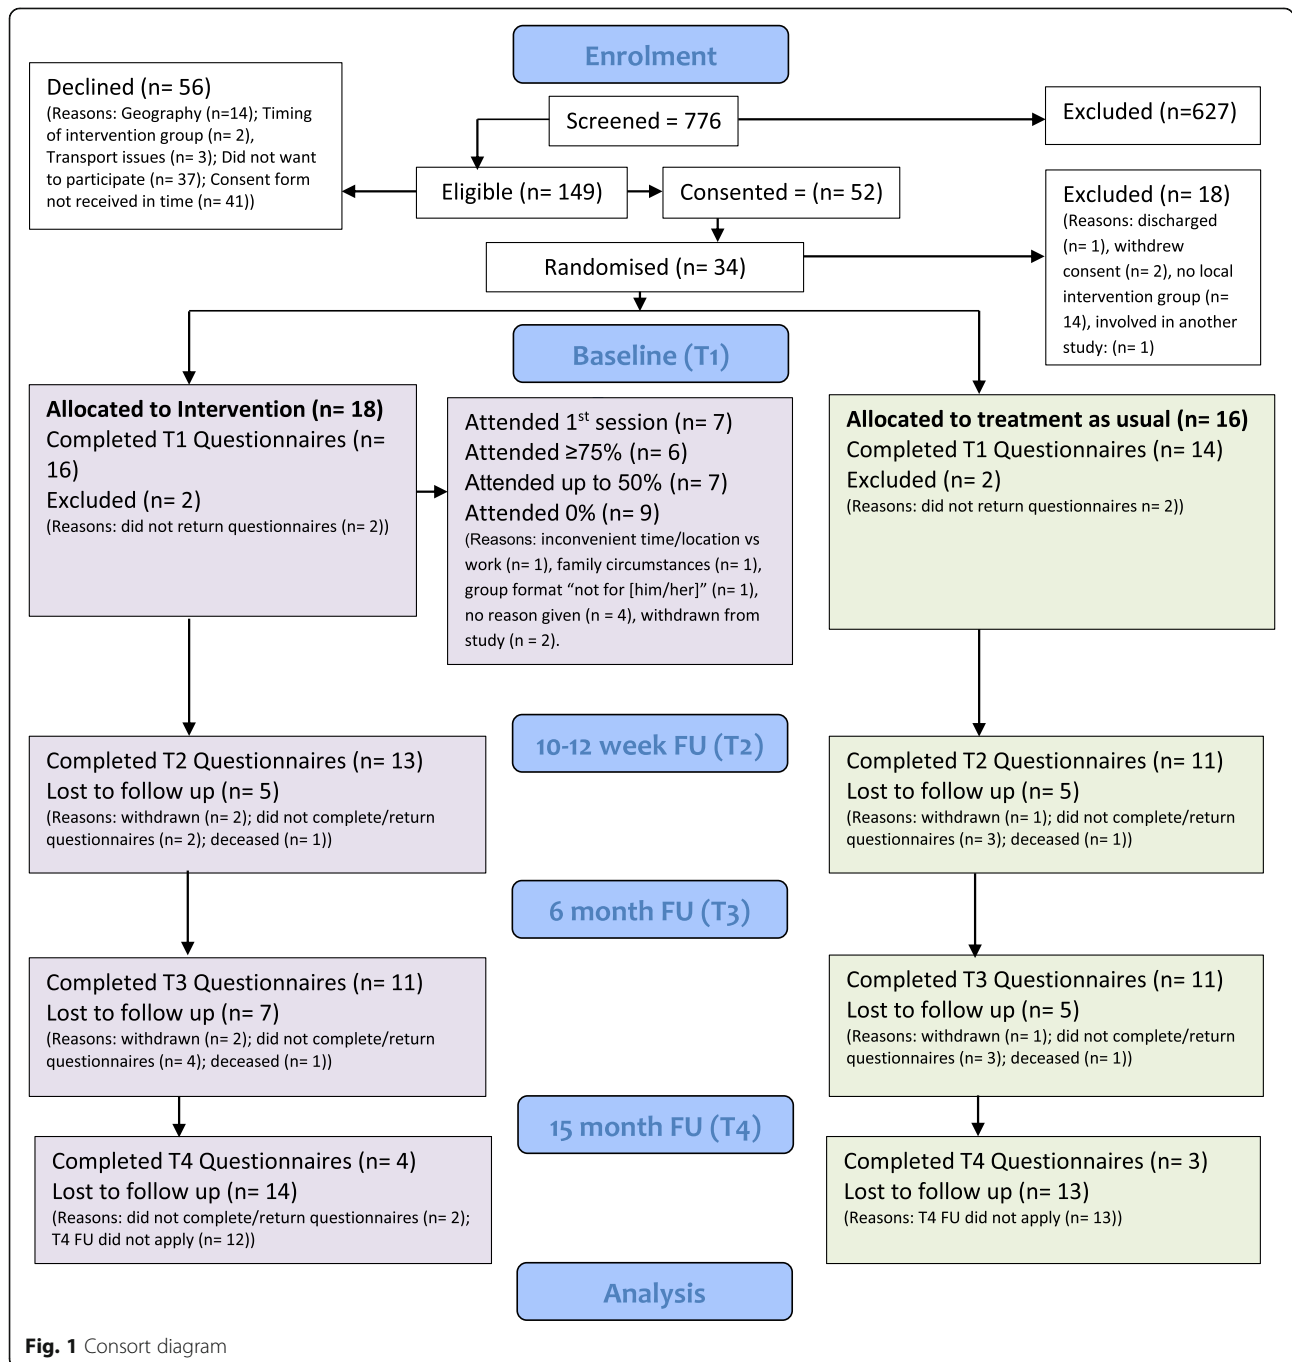 Enrolment
Declined (n= 56)
(Reasons: Geography (n=14); Timing
of intervention group (n= 2),
Transport issues (n= 3); Did not want
to participate (n= 37); Consent form
not received in time (n= 41))
Screened = 776
Excluded (n=627)
Eligible (n= 149)
Consented = (n= 52)
Excluded (n= 18)
(Reasons: discharged
(n= 1), withdrew
consent (n= 2), no local
intervention group (n=
14), involved in another
study: (n= 1)
Randomised (n= 34)
Baseline (T1)
Allocated to Intervention (n= 18)
Completed T1 Questionnaires (n=
16)
Excluded (n= 2)
(Reasons: did not return questionnaires (n= 2))
Attended 1st session (n= 7)
Attended ≥75% (n= 6)
Attended up to 50% (n= 7)
Attended 0% (n= 9)
(Reasons: inconvenient time/location vs
work (n= 1), family circumstances (n= 1),
group format “not for [him/her]” (n= 1),
no reason given (n = 4), withdrawn from
study (n = 2).
Allocated to treatment as usual (n= 16)
Completed T1 Questionnaires (n= 14)
Excluded (n= 2)
(Reasons: did not return questionnaires n= 2))
10-12 week FU (T2)
Completed T2 Questionnaires (n= 13)
Lost to follow up (n= 5)
(Reasons: withdrawn (n= 2); did not complete/return
questionnaires (n= 2); deceased (n= 1))
Completed T2 Questionnaires (n= 11)
Lost to follow up (n= 5)
(Reasons: withdrawn (n= 1); did not complete/return
questionnaires (n= 3); deceased (n= 1))
6 month FU (T3)
Completed T3 Questionnaires (n= 11)
Lost to follow up (n= 7)
(Reasons: withdrawn (n= 2); did not complete/return
questionnaires (n= 4); deceased (n= 1))
Completed T3 Questionnaires (n= 11)
Lost to follow up (n= 5)
(Reasons: withdrawn (n= 1); did not complete/return
questionnaires (n= 3); deceased (n= 1))
15 month FU (T4)
Completed T4 Questionnaires (n= 4)
Lost to follow up (n= 14)
(Reasons: did not complete/return questionnaires (n= 2);
T4 FU did not apply (n= 12))
Completed T4 Questionnaires (n= 3)
Lost to follow up (n= 13)
(Reasons: T4 FU did not apply (n= 13))
Analysis
Fig. 1 Consort diagram